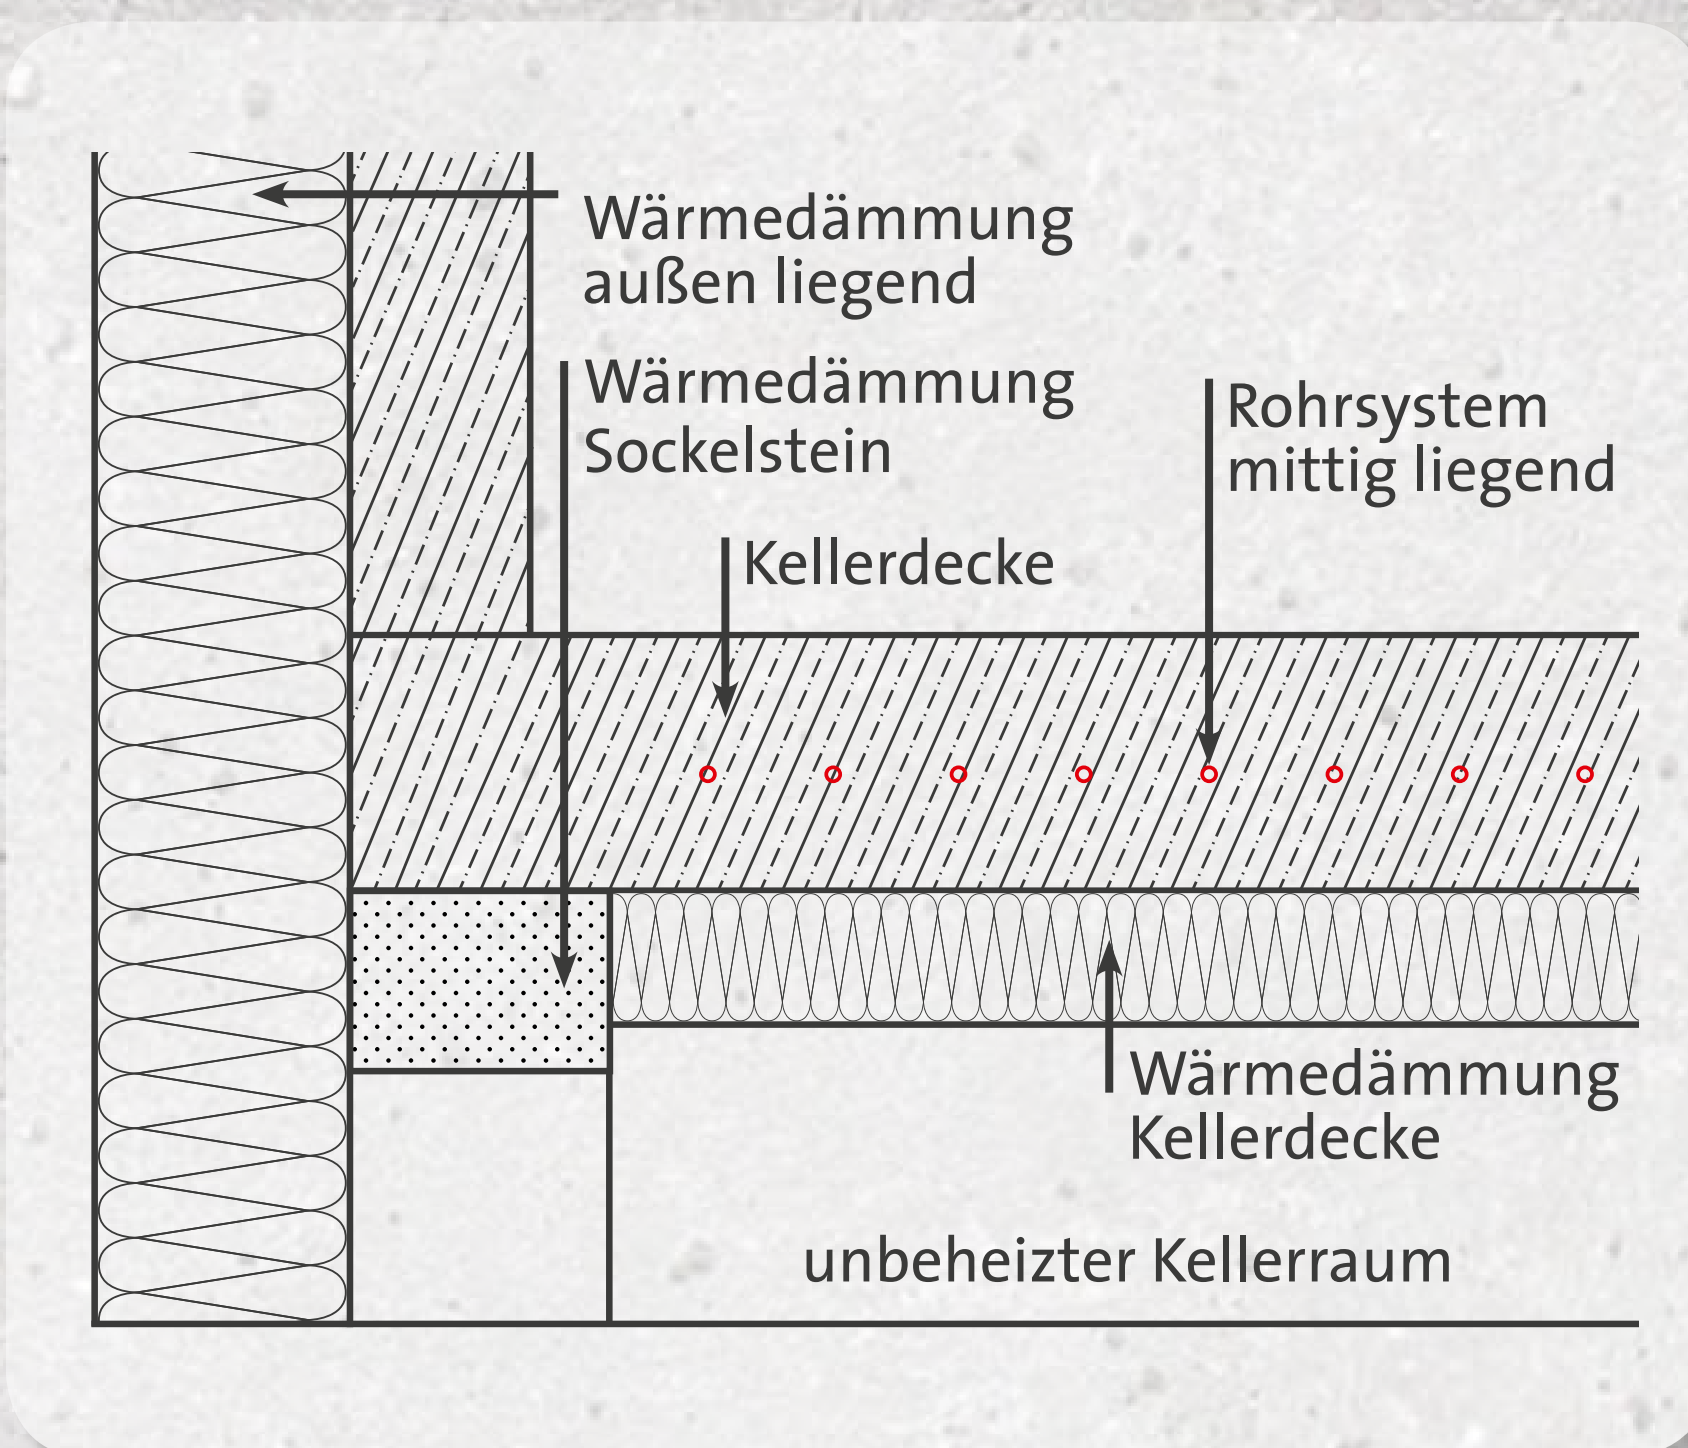 Wärmedämmung
außen liegend
Wärmedämmung
Sockelstein
Rohrsystem
mittig liegend
Kellerdecke
Wärmedämmung
Kellerdecke
unbeheizter Kellerraum